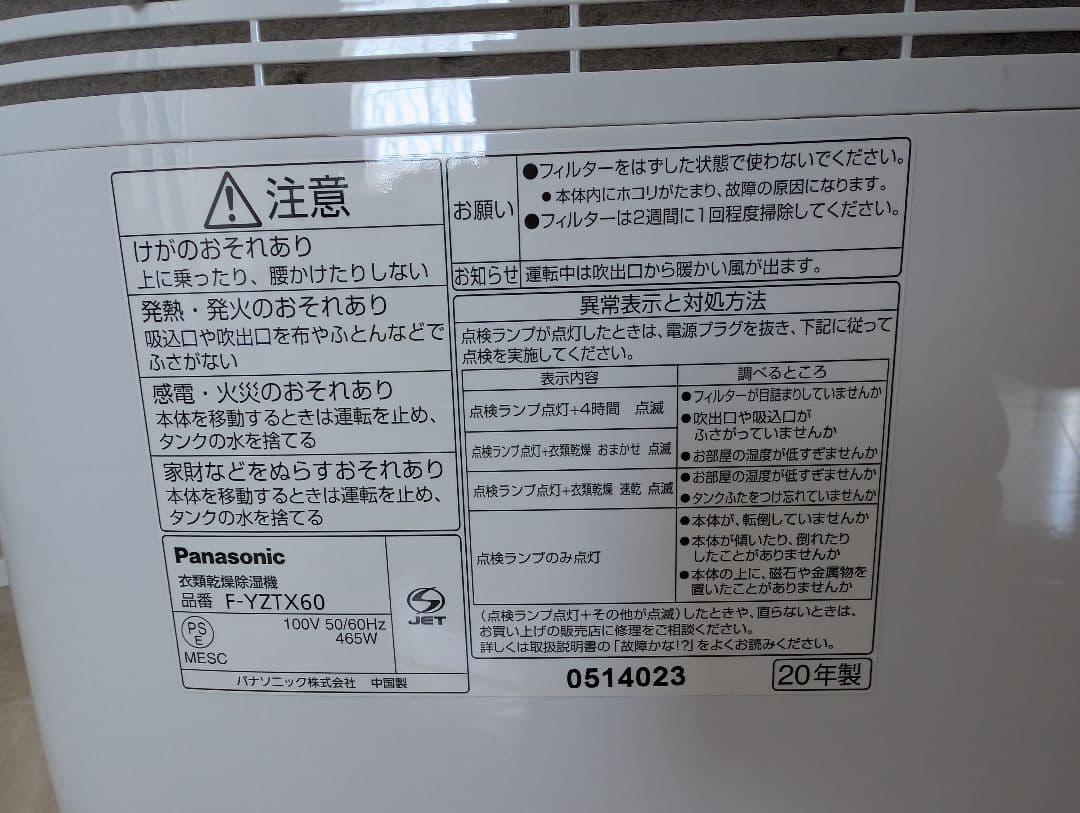 注意
けがのおそれあり
上に乗ったり、腰かけたりしない
発熱・発火のおそれあり
吸込口や吹出口を布やふとんなどで
ふさがない
感電・火災のおそれあり
本体を移動するときは運転を止め、
タンクの水を捨てる
家財などをぬらすおそれあり
本体を移動するときは運転を止め、
タンクの水を捨てる
Panasonic
衣類乾燥除湿機
品番 F-YZTX60
PS
E
100V 50/60Hz
465W
MESC
JET
パナソニック株式会社 中国製
お願い
●フィルターをはずした状態で使わないでください。
●本体内にホコリがたまり、故障の原因になります。
●フィルターは2週間に1回程度掃除してください。
お知らせ 運転中は吹出口から暖かい風が出ます。
異常表示と対処方法
点検ランプが点灯したときは、電源プラグを抜き、下記に従って
点検を実施してください。
表示内容 調べるところ
点検ランプ点灯+4時間 点滅
点検ランプ点灯+衣類乾燥 おまかせ 点滅
●フィルターが目詰まりしていませんか
●吹出口や吸込口が
ふさがっていませんか
●お部屋の湿度が低すぎませんか
点検ランプ点灯+衣類乾燥 速乾 点滅
●お部屋の温度が低すぎませんか
●タンクふたをつけ忘れていませんか
点検ランプのみ点灯
●本体が、転倒していませんか
●本体が傾いたり、倒れたり
したことがありませんか
●本体の上に、磁石や金属物を
置いたことがありませんか
(点検ランプ点灯+その他が点滅)したときや、直らないときは、
お買い上げの販売店に修理をご相談ください。
詳しくは取扱説明書の「故障かな!?」をよくお読みください。
0514023
20年製